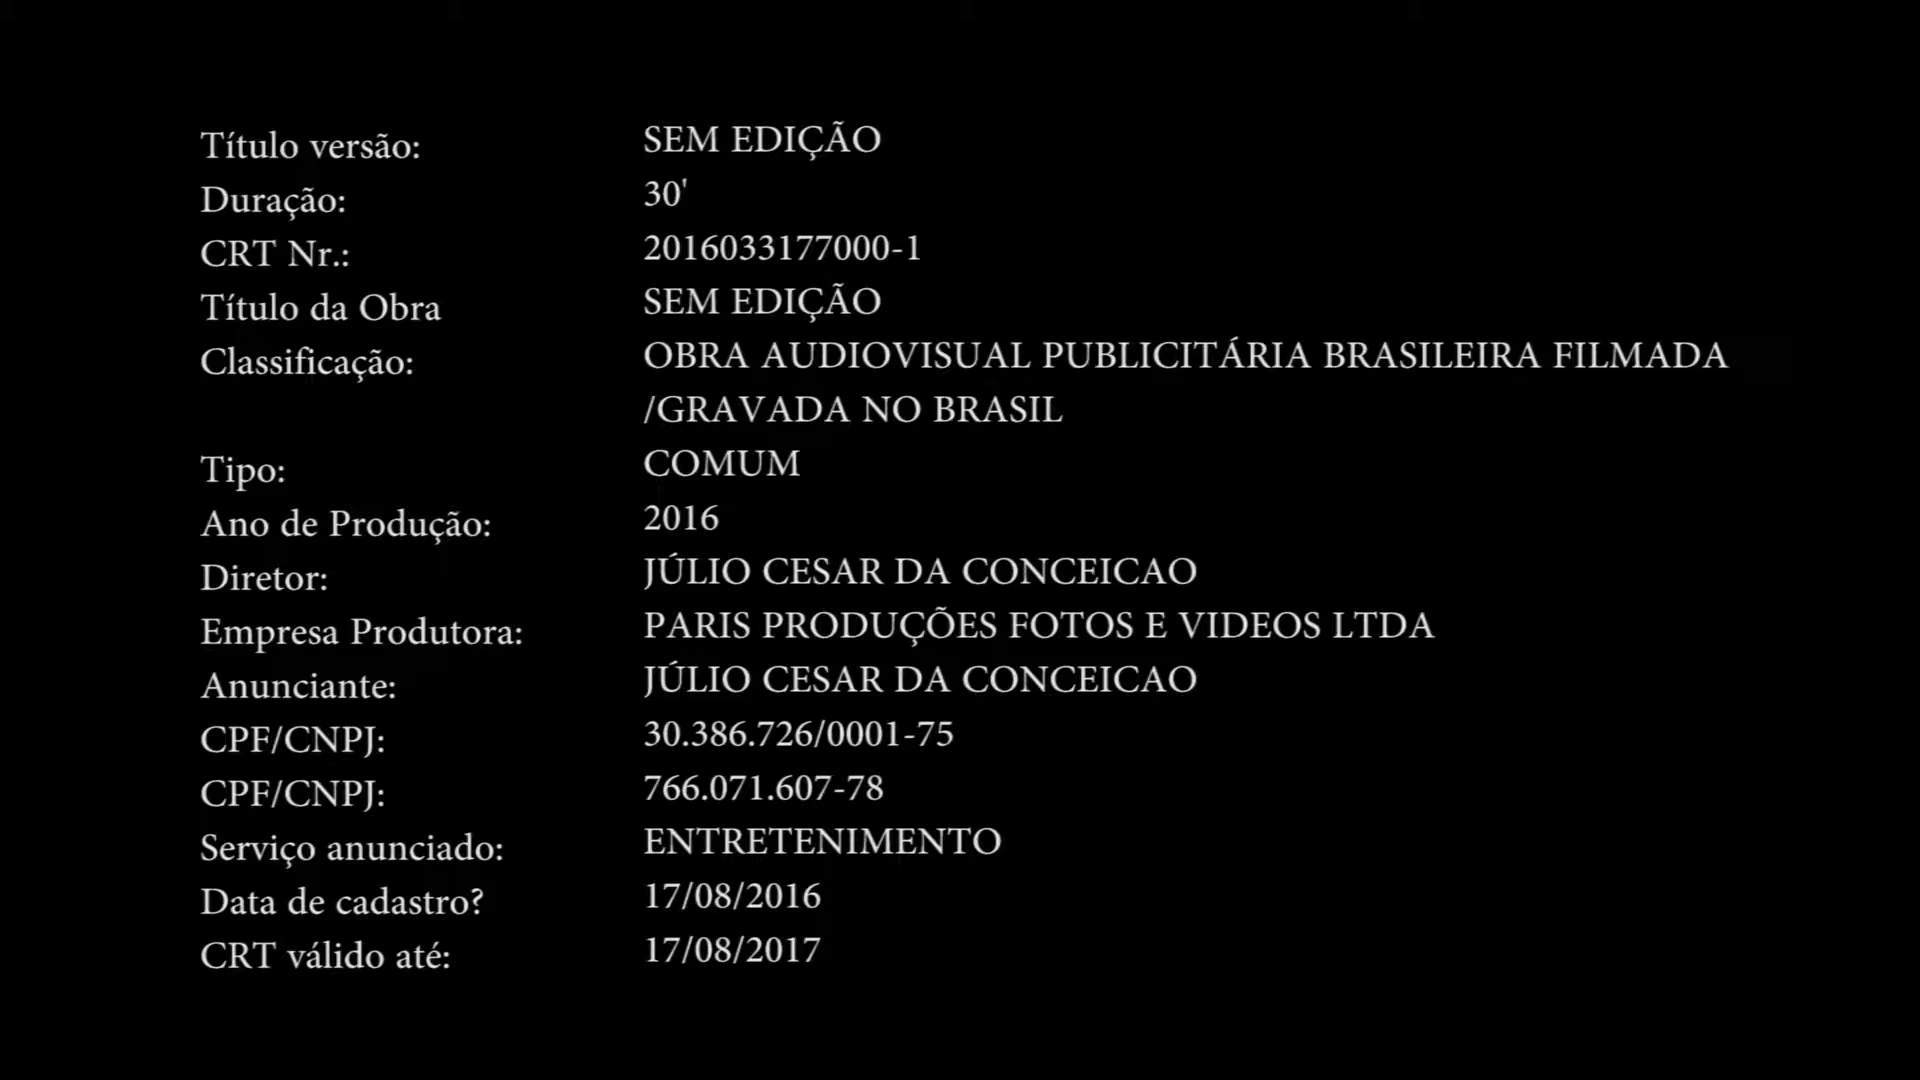 Título versão: SEM EDIÇÃO
Duração: 30'
CRT Nr.: 2016033177000-1
Título da Obra SEM EDIÇÃO
Classificação: OBRA AUDIOVISUAL PUBLICITÁRIA BRASILEIRA FILMADA
/GRAVADA NO BRASIL
Tipo: COMUM
Ano de Produção: 2016
Diretor: JÚLIO CESAR DA CONCEICAO
Empresa Produtora: PARIS PRODUÇÕES FOTOS E VIDEOS LTDA
Anunciante: JÚLIO CESAR DA CONCEICAO
CPF/CNPJ: 30.386.726/0001-75
CPF/CNPJ: 766.071.607-78
Serviço anunciado: ENTRETENIMENTO
Data de cadastro? 17/08/2016
CRT válido até: 17/08/2017